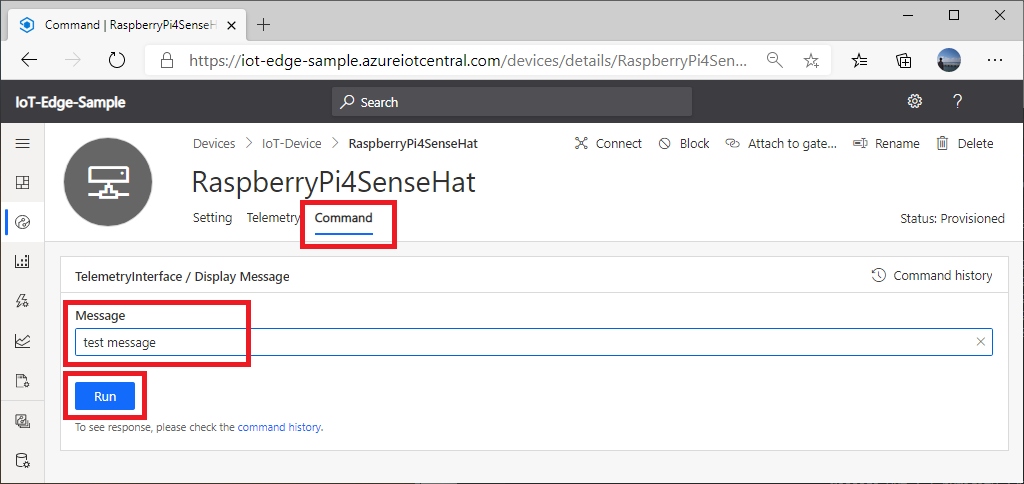 Command | RaspberryPi4SenseH
https://iot-edge-sample.azureiotcentral.com/devices/details/RaspberryPi4Sen...
IoT-Edge-Sample
Search
?
Devices > IoT-Device > RaspberryPi4SenseHat
Connect
Block
Attach to gate...
Rename
Delete
RaspberryPi4SenseHat
Setting
Telemetry
Command
Status: Provisioned
TelemetryInterface / Display Message
Command history
Message
test message
Run
To see response, please check the command history.